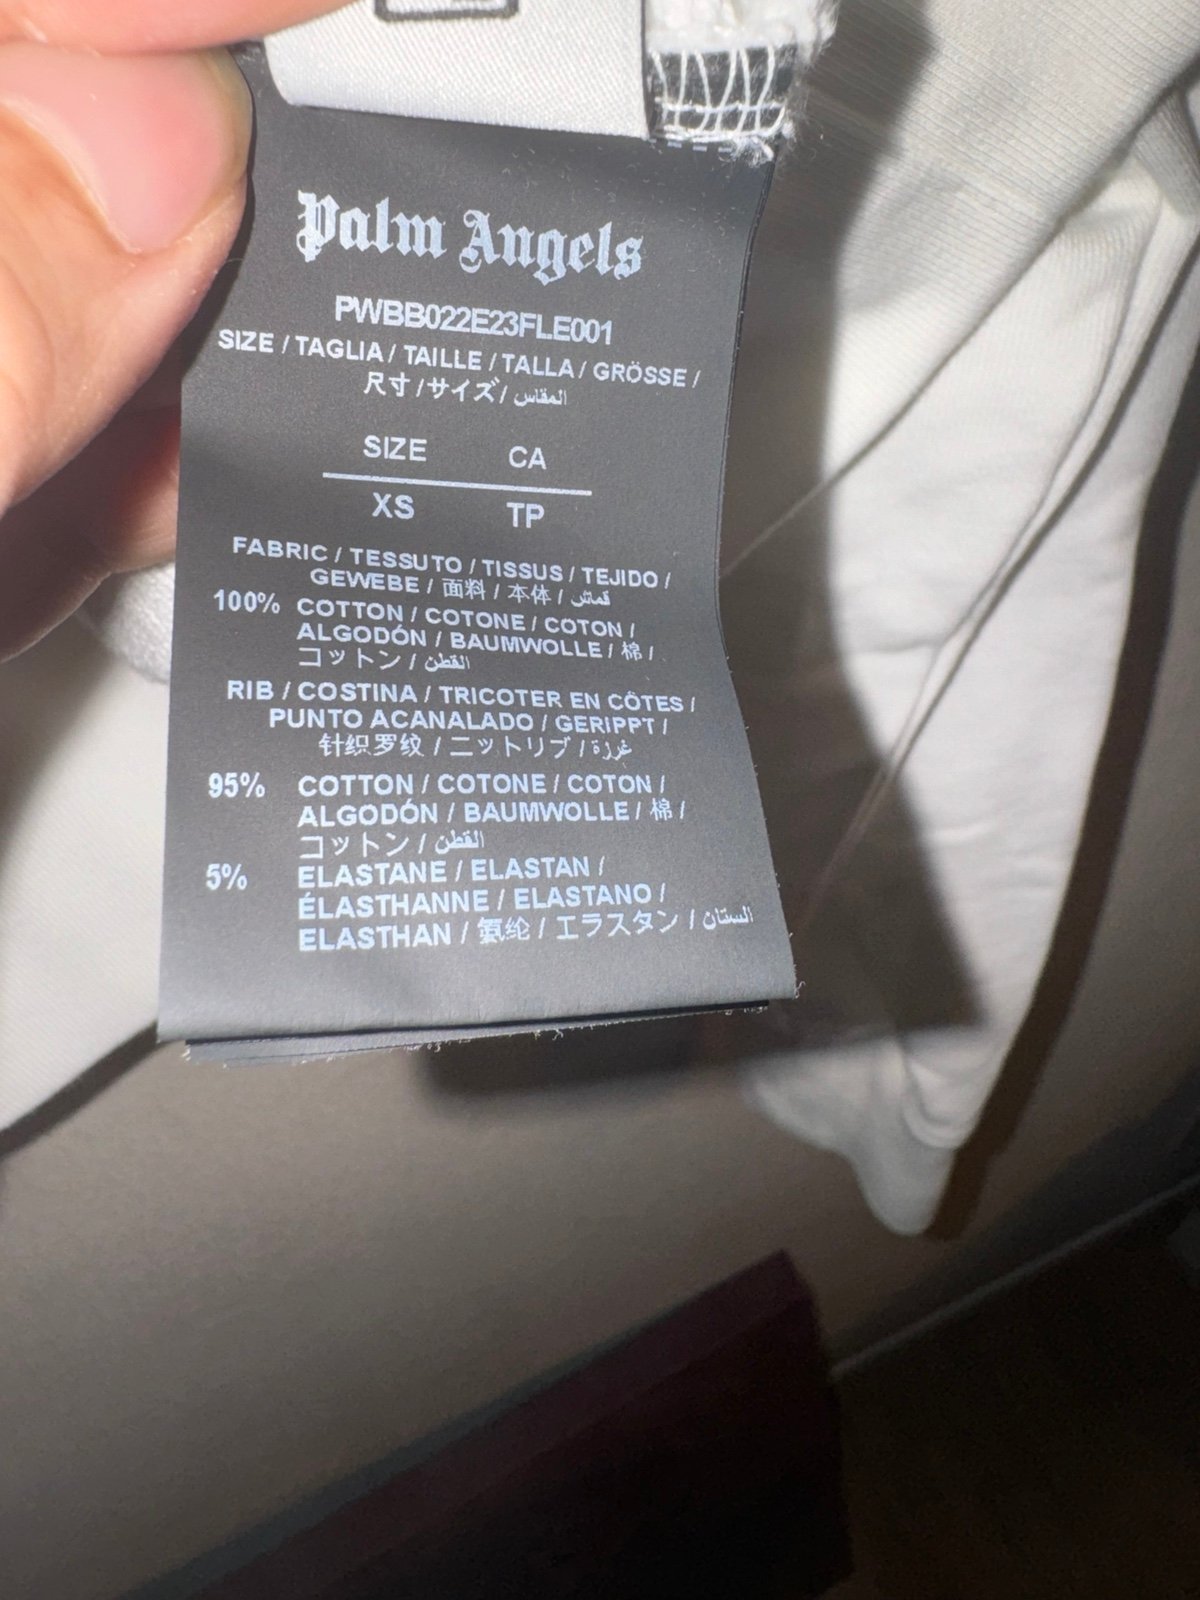 Palm Angels
PWBB022E23FLE001
SIZE / TAGLIA / TAILLE / TALLA / GRÖSSE /
尺寸 / サイズ / المقاس
SIZE CA
XS TP
FABRIC / TESSUTO / TISSUS / TEJIDO /
GEWEBE / 面料 / 本体 / قماش
100% COTTON / COTONE / COTON /
ALGODÓN / BAUMWOLLE / 棉 /
コットン / القطن
RIB / COSTINA / TRICOTER EN CÔTES /
PUNTO ACANALADO / GERIPPT /
针织罗纹 / ニットリブ / غرزة
95% COTTON / COTONE / COTON /
ALGODÓN / BAUMWOLLE / 棉 /
コットン / القطن
5% ELASTANE / ELASTAN /
ÉLASTHANNE / ELASTANO /
ELASTHAN / 氨纶 / エラスタン / الستان